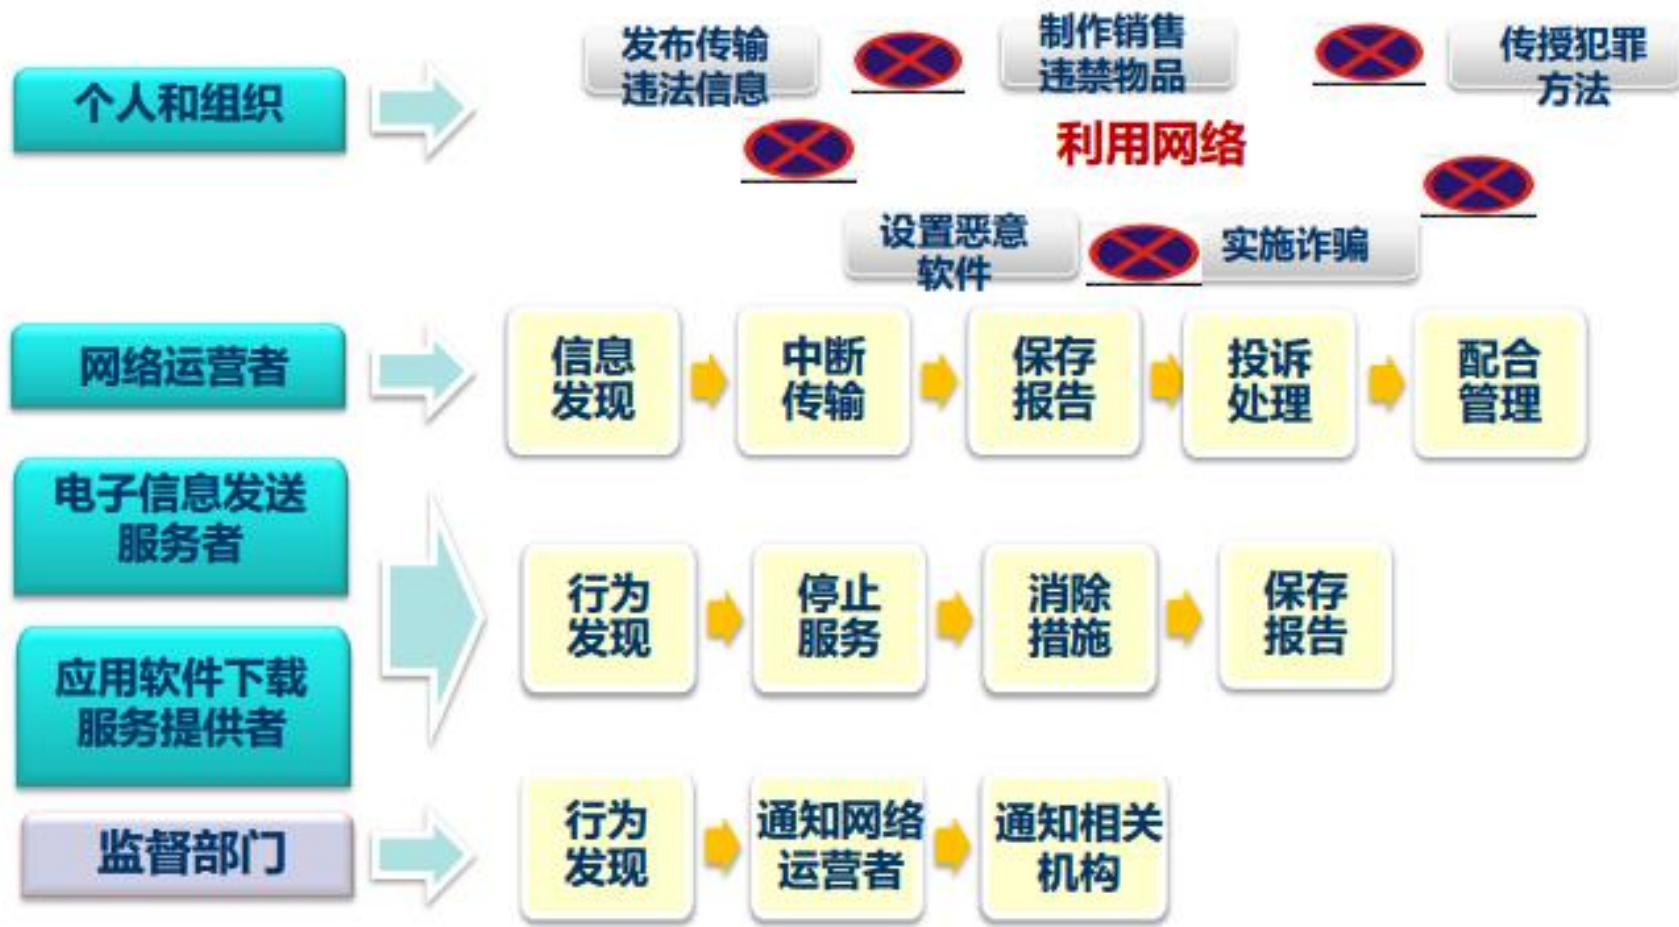 个人和组织
发布传输
违法信息
制作销售
违禁物品
传授犯罪
方法
利用网络
设置恶意
软件
实施诈骗
网络运营者
信息
发现
中断
传输
保存
报告
投诉
处理
配合
管理
电子信息发送
服务者
应用软件下载
服务提供者
行为
发现
停止
服务
消除
措施
保存
报告
监督部门
行为
发现
通知网络
运营者
通知相关
机构